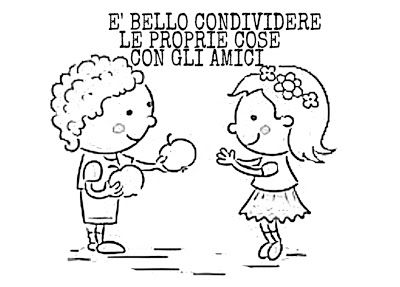 E' BELLO CONDIVIDERE
LE PROPRIE COSE
CON GLI AMICI